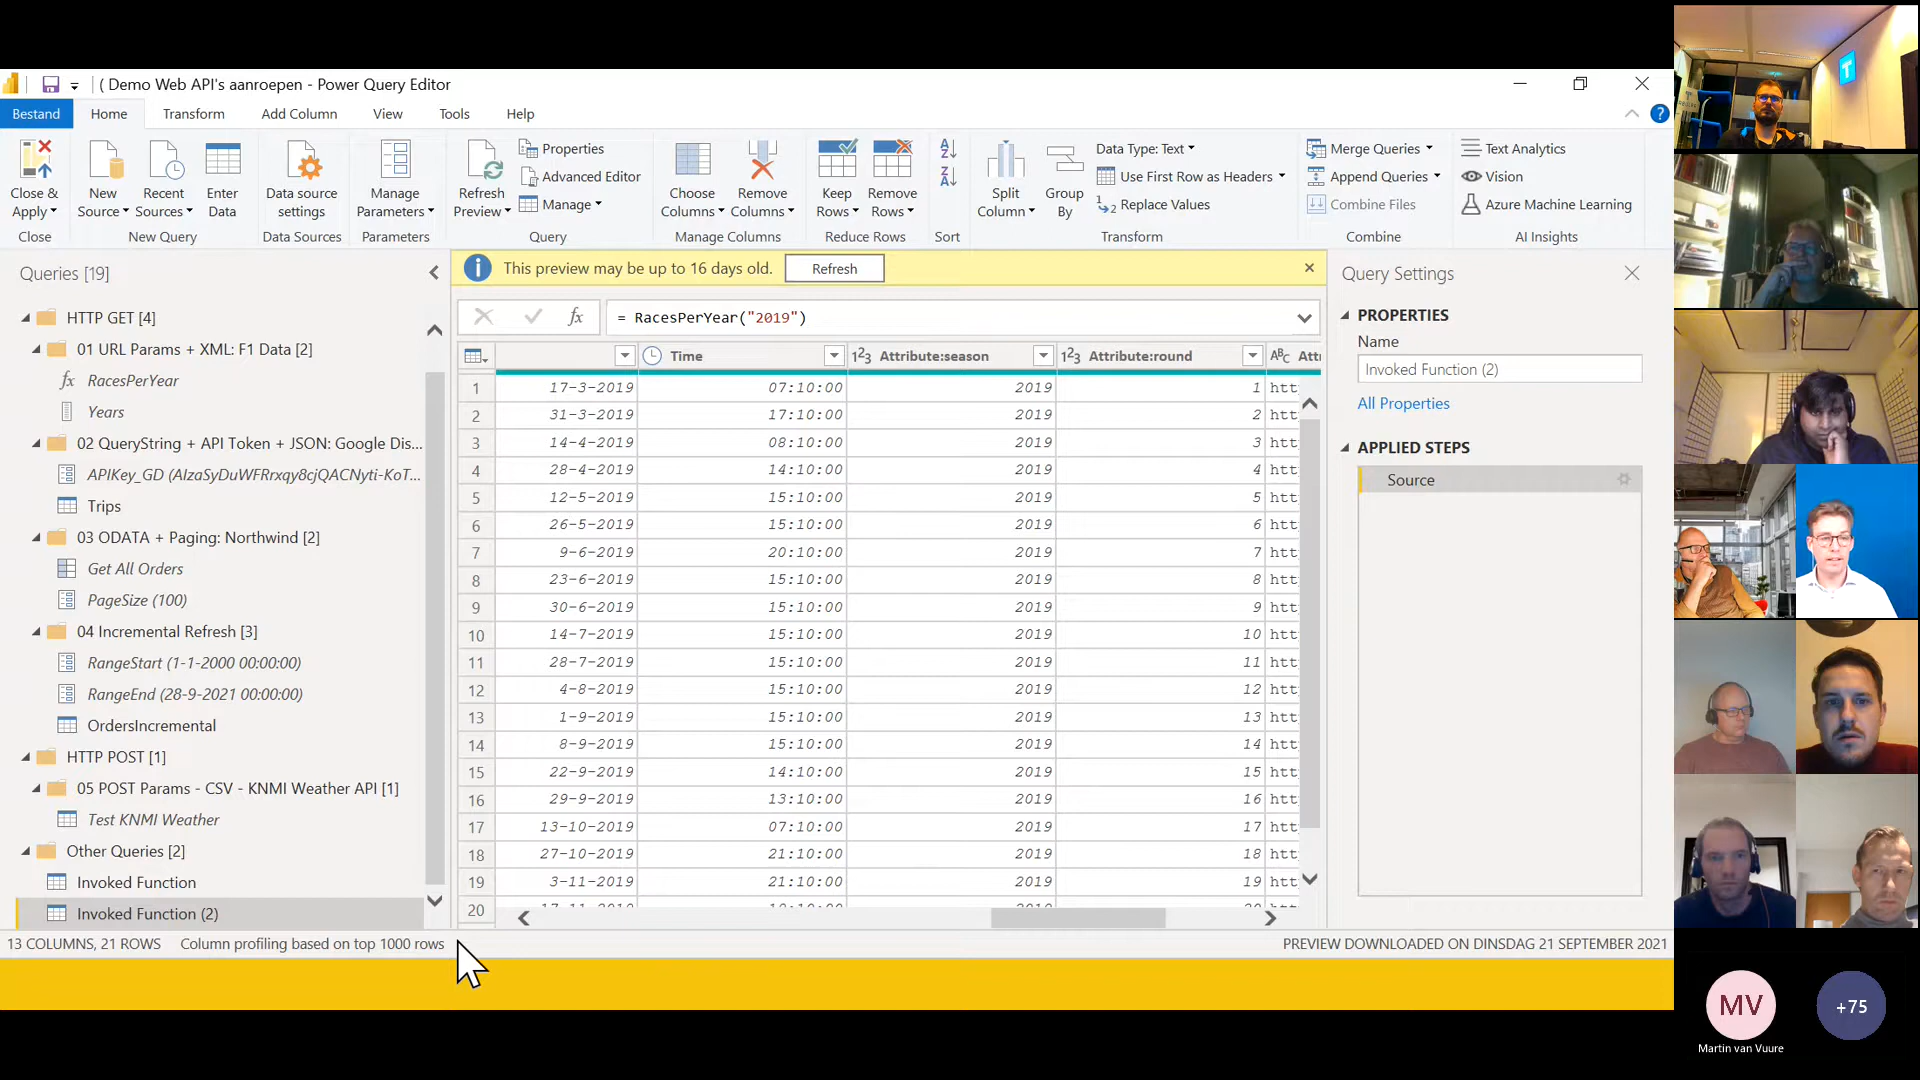 ( Demo Web API's aanroepen - Power Query Editor
Bestand Home Transform Add Column View Tools Help
Close & Apply
Close
New Source
Recent Sources
Enter Data
New Query
Data source settings
Data Sources
Manage Parameters
Parameters
Refresh Preview
Properties
Advanced Editor
Manage
Query
Choose Columns
Remove Columns
Manage Columns
Keep Rows
Remove Rows
Reduce Rows
Sort
Split Column
Group By
Data Type: Text
Use First Row as Headers
Replace Values
Transform
Merge Queries
Append Queries
Combine Files
Combine
Text Analytics
Vision
Azure Machine Learning
AI Insights
Queries [19]
HTTP GET [4]
01 URL Params + XML: F1 Data [2]
RacesPerYear
Years
02 QueryString + API Token + JSON: Google Dis...
APIKey_GD (AIzaSyDuWFRrxqy8cjQACNyti-KoT...
Trips
03 ODATA + Paging: Northwind [2]
Get All Orders
PageSize (100)
04 Incremental Refresh [3]
RangeStart (1-1-2000 00:00:00)
RangeEnd (28-9-2021 00:00:00)
OrdersIncremental
HTTP POST [1]
05 POST Params - CSV - KNMI Weather API [1]
Test KNMI Weather
Other Queries [2]
Invoked Function
Invoked Function (2)
This preview may be up to 16 days old. Refresh
fx = RacesPerYear("2019")
Time Attribute:season Attribute:round
1 17-3-2019 07:10:00 2019 1 htt
2 31-3-2019 17:10:00 2019 2 htt
3 14-4-2019 08:10:00 2019 3 htt
4 28-4-2019 14:10:00 2019 4 htt
5 12-5-2019 15:10:00 2019 5 htt
6 26-5-2019 15:10:00 2019 6 htt
7 9-6-2019 20:10:00 2019 7 htt
8 23-6-2019 15:10:00 2019 8 htt
9 30-6-2019 15:10:00 2019 9 htt
10 14-7-2019 15:10:00 2019 10 htt
11 28-7-2019 15:10:00 2019 11 htt
12 4-8-2019 15:10:00 2019 12 htt
13 1-9-2019 15:10:00 2019 13 htt
14 8-9-2019 15:10:00 2019 14 htt
15 22-9-2019 14:10:00 2019 15 htt
16 29-9-2019 13:10:00 2019 16 htt
17 13-10-2019 07:10:00 2019 17 htt
18 27-10-2019 21:10:00 2019 18 htt
19 3-11-2019 21:10:00 2019 19 htt
20
Query Settings
PROPERTIES
Name
Invoked Function (2)
All Properties
APPLIED STEPS
Source
13 COLUMNS, 21 ROWS Column profiling based on top 1000 rows
PREVIEW DOWNLOADED ON DINSDAG 21 SEPTEMBER 2021
MV
Martin van Vuure
+75